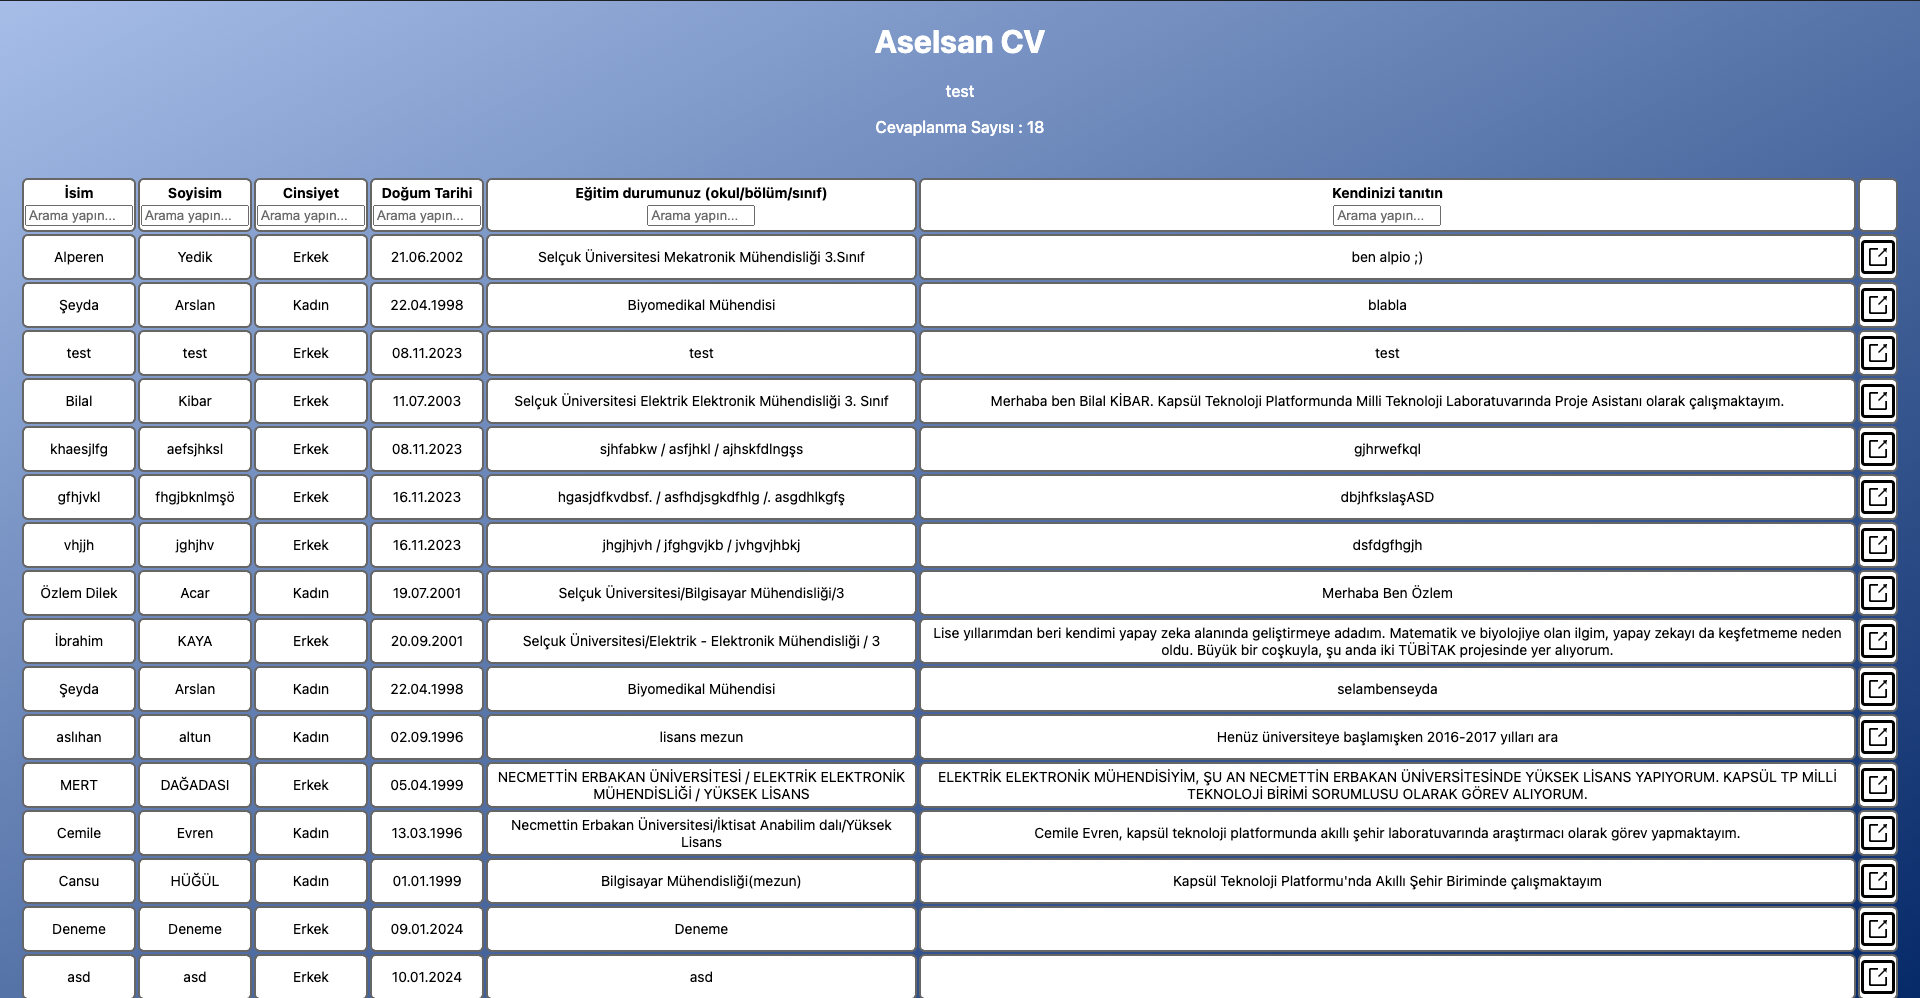 Aselsan CV
test
Cevaplanma Sayısı : 18
İsim Soyisim Cinsiyet Doğum Tarihi Eğitim durumunuz (okul/bölüm/sınıf) Kendinizi tanıtın
Arama yapın... Arama yapın... Arama yapın... Arama yapın... Arama yapın... Arama yapın...
Alperen Yedik Erkek 21.06.2002 Selçuk Üniversitesi Mekatronik Mühendisliği 3.Sınıf ben alpio ;)
Şeyda Arslan Kadın 22.04.1998 Biyomedikal Mühendisi blabla
test test Erkek 08.11.2023 test test
Bilal Kibar Erkek 11.07.2003 Selçuk Üniversitesi Elektrik Elektronik Mühendisliği 3. Sınıf Merhaba ben Bilal KİBAR. Kapsül Teknoloji Platformunda Milli Teknoloji Laboratuvarında Proje Asistanı olarak çalışmaktayım.
khaesjlfg aefsjhksl Erkek 08.11.2023 sjhfabkw / asfjhkl / ajhskfdlngşs gjhrwefkql
gfhjvkl fhgjbknlmşö Erkek 16.11.2023 hgasjdfkvdbsf. / asfhdjsgkdfhlg /. asgdhlkgfş dbjhfkslaşASD
vhjjh jghjhv Erkek 16.11.2023 jhgjhjvh / jfghgvjkb / jvhgvjhbkj dsfdgfhgjh
Özlem Dilek Acar Kadın 19.07.2001 Selçuk Üniversitesi/Bilgisayar Mühendisliği/3 Merhaba Ben Özlem
İbrahim KAYA Erkek 20.09.2001 Selçuk Üniversitesi/Elektrik - Elektronik Mühendisliği / 3 Lise yıllarımdan beri kendimi yapay zeka alanında geliştirmeye adadım. Matematik ve biyolojiye olan ilgim, yapay zekayı da keşfetmeme neden
oldu. Büyük bir coşkuyla, şu anda iki TÜBİTAK projesinde yer alıyorum.
Şeyda Arslan Kadın 22.04.1998 Biyomedikal Mühendisi selambenseyda
aslıhan altun Kadın 02.09.1996 lisans mezun Henüz üniversiteye başlamışken 2016-2017 yılları ara
MERT DAĞADASI Erkek 05.04.1999 NECMETTİN ERBAKAN ÜNİVERSİTESİ / ELEKTRİK ELEKTRONİK
MÜHENDİSLİĞİ / YÜKSEK LİSANS
ELEKTRİK ELEKTRONİK MÜHENDİSİYİM, ŞU AN NECMETTİN ERBAKAN ÜNİVERSİTESİNDE YÜKSEK LİSANS YAPIYORUM. KAPSÜL TP MİLLİ
TEKNOLOJİ BİRİMİ SORUMLUSU OLARAK GÖREV ALIYORUM.
Cemile Evren Kadın 13.03.1996 Necmettin Erbakan Üniversitesi/İktisat Anabilim dalı/Yüksek
Lisans
Cemile Evren, kapsül teknoloji platformunda akıllı şehir laboratuvarında araştırmacı olarak görev yapmaktayım.
Cansu HÜĞÜL Kadın 01.01.1999 Bilgisayar Mühendisliği(mezun) Kapsül Teknoloji Platformu'nda Akıllı Şehir Biriminde çalışmaktayım
Deneme Deneme Erkek 09.01.2024 Deneme
asd asd Erkek 10.01.2024 asd